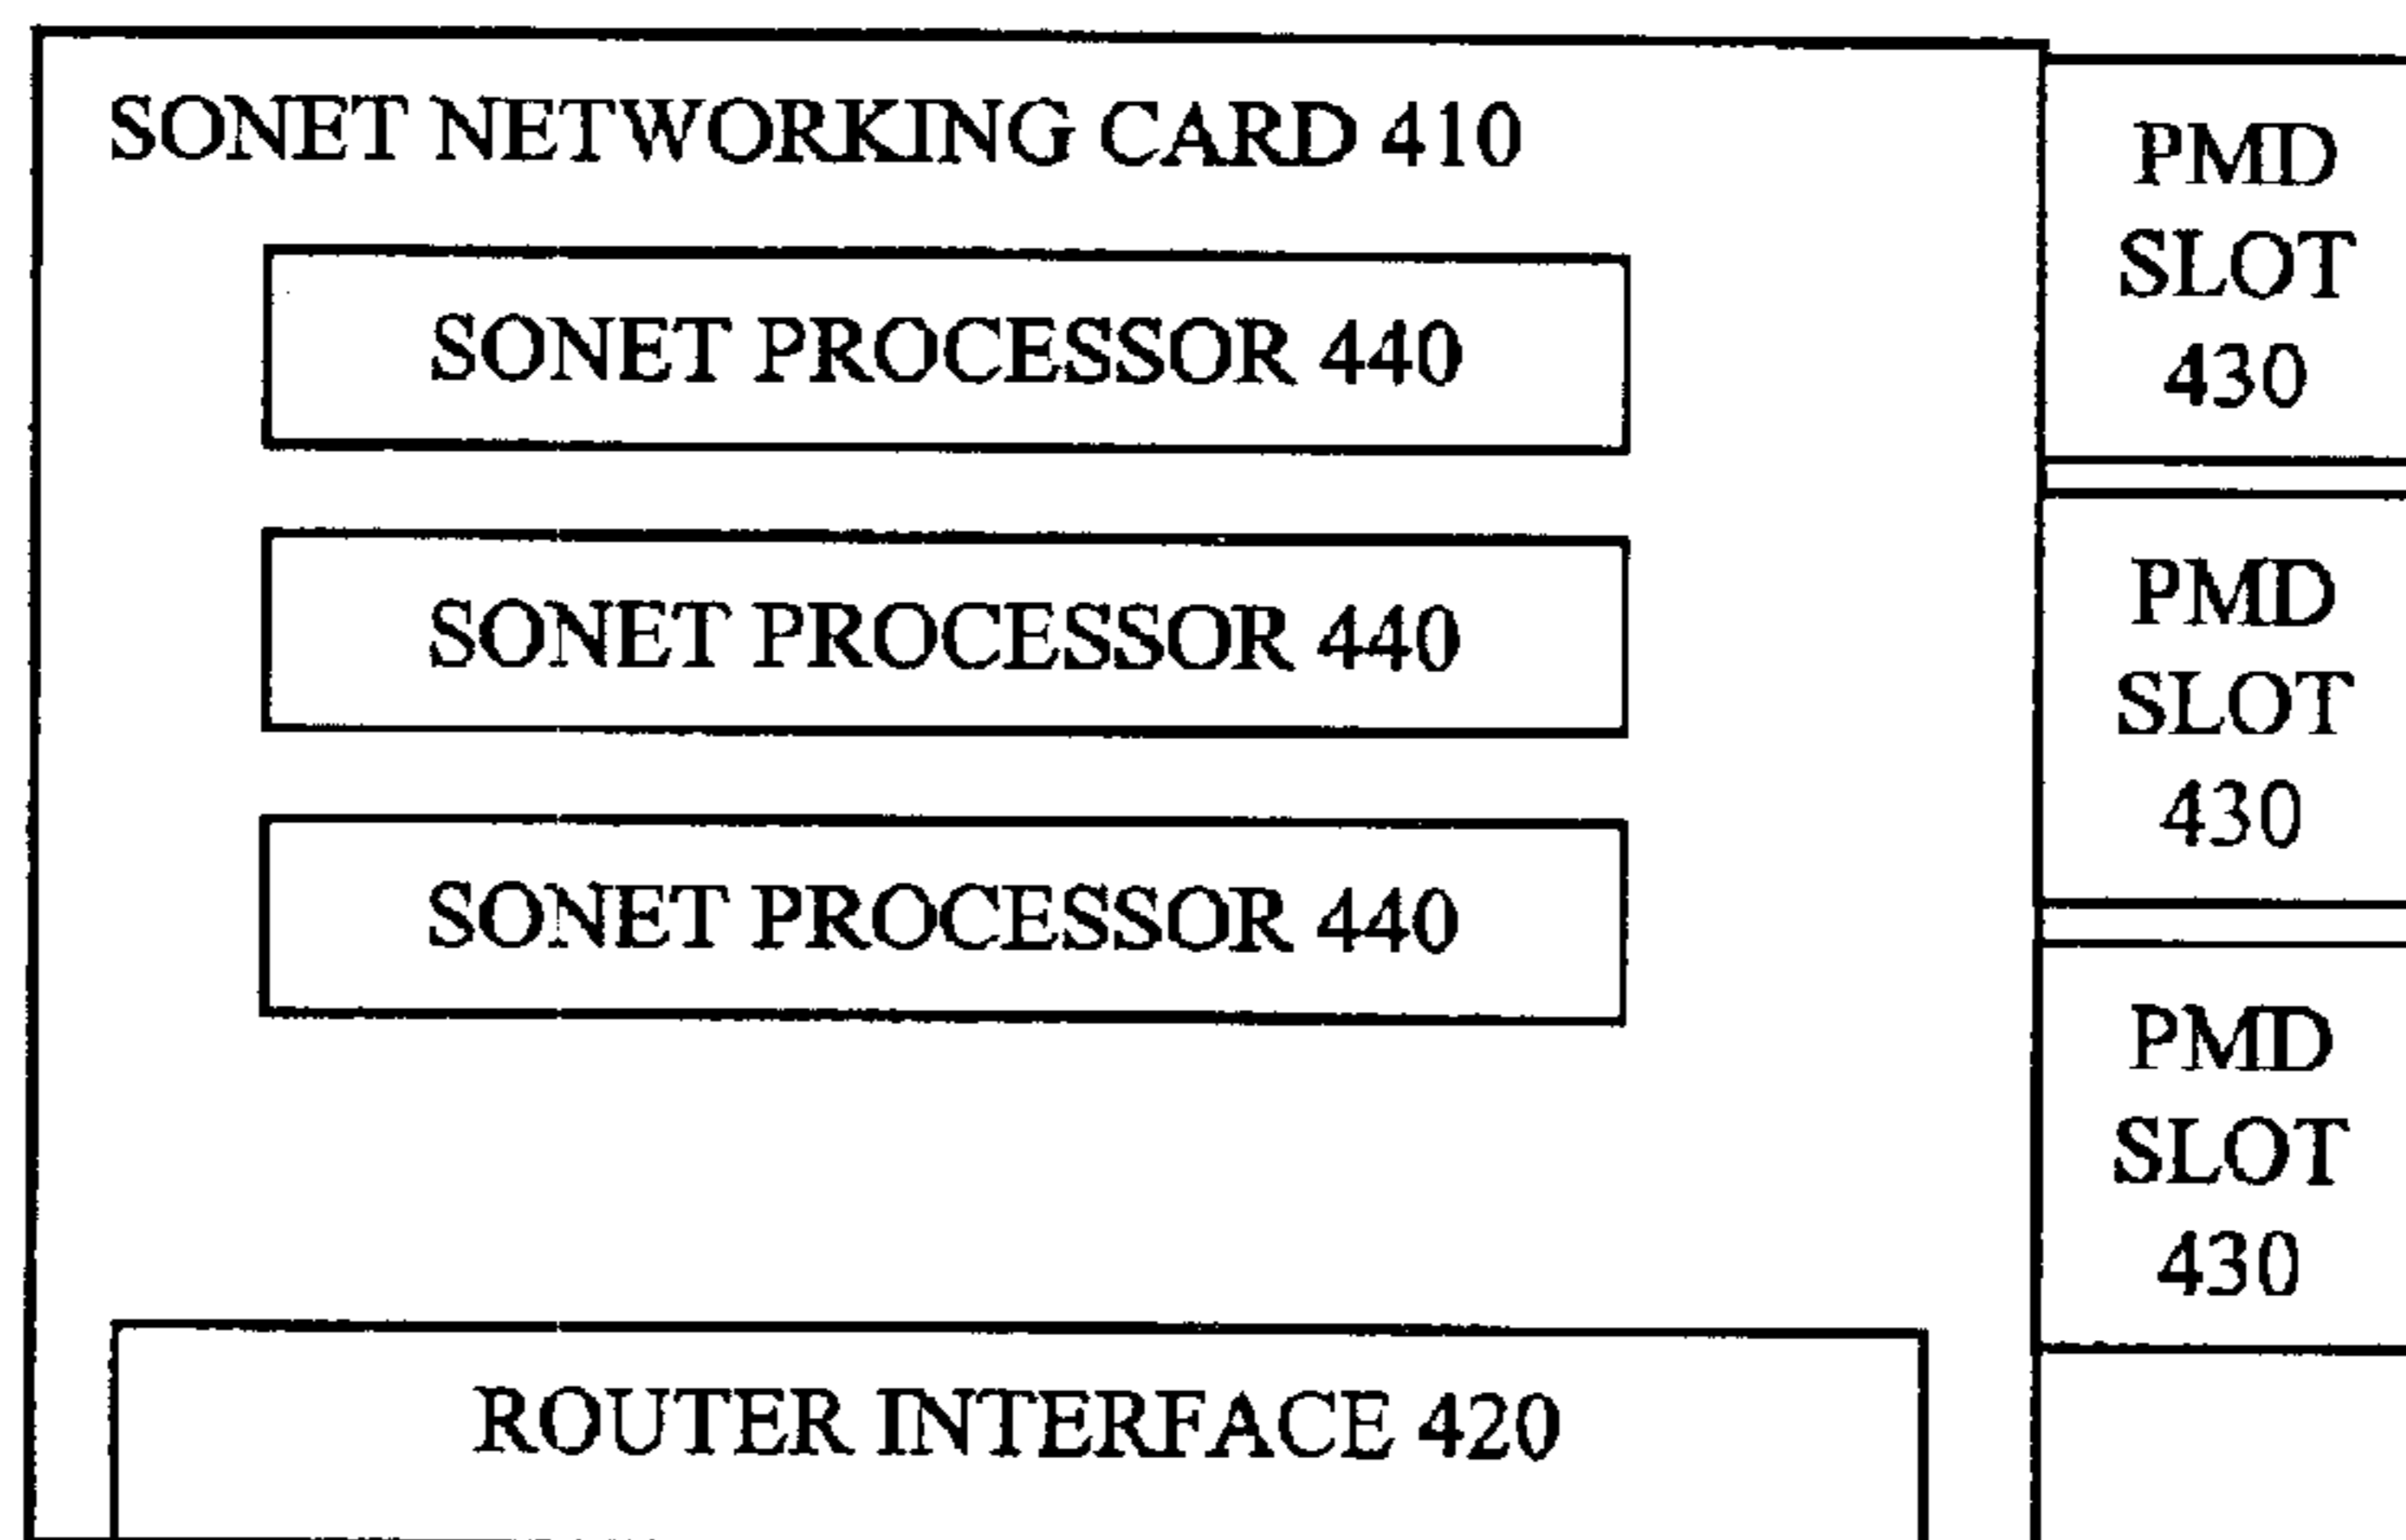 SONET NETWORKING CARD 410
SONET PROCESSOR 440
SONET PROCESSOR 440
SONET PROCESSOR 440
ROUTER INTERFACE 420
PMD
SLOT
430
PMD
SLOT
430
PMD
SLOT
430